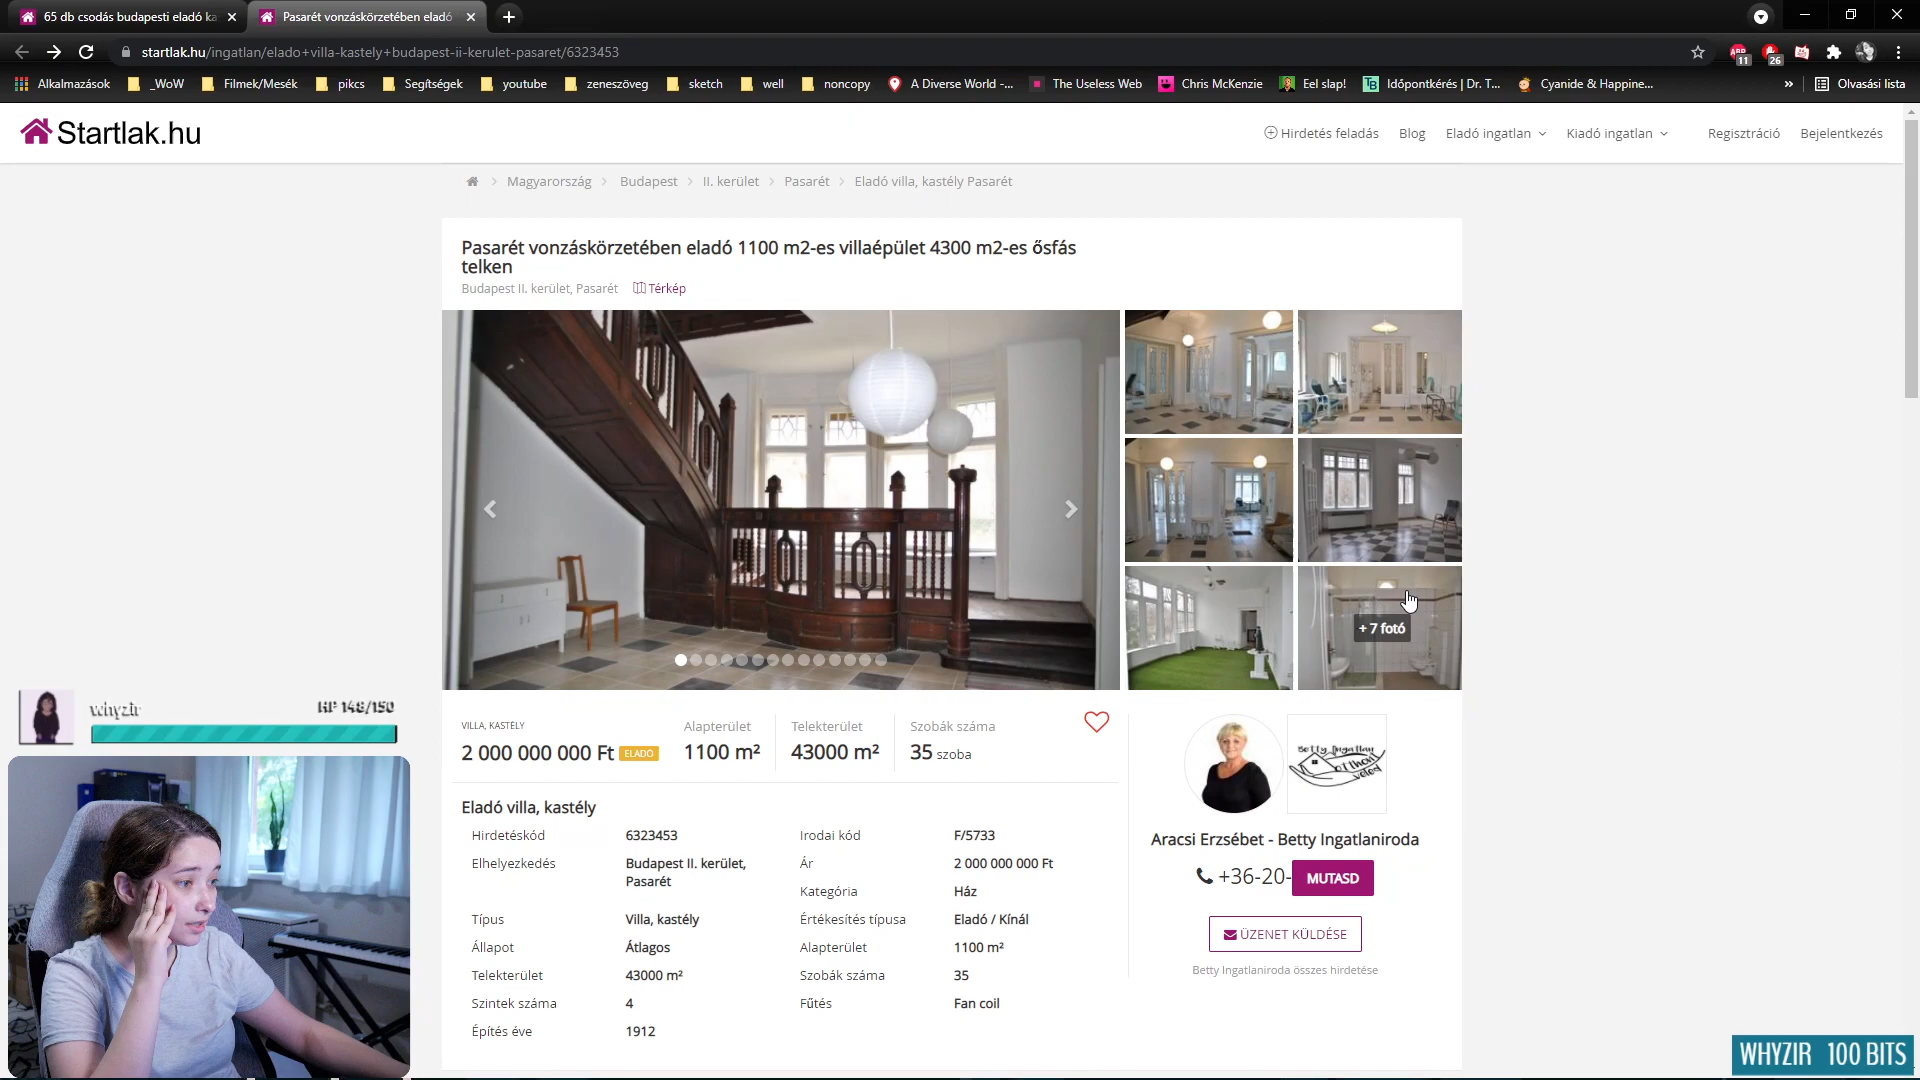 65 db csodás budapesti eladó ka
Pasarét vonzáskörzetében eladó
startlak.hu/ingatlan/elado+villa-kastely+budapest-ii-kerulet-pasaret/6323453
11
26
Alkalmazások
_WoW
Filmek/Mesék
pikcs
Segítségek
youtube
zeneszöveg
sketch
well
noncopy
A Diverse World -...
The Useless Web
Chris McKenzie
Eel slap!
Időpontkérés | Dr. T...
Cyanide & Happine...
»
Olvasási lista
Startlak.hu
Hirdetés feladás
Blog
Eladó ingatlan
Kiadó ingatlan
Regisztráció
Bejelentkezés
Magyarország
Budapest
II. kerület
Pasarét
Eladó villa, kastély Pasarét
Pasarét vonzáskörzetében eladó 1100 m2-es villaépület 4300 m2-es ősfás
telken
Budapest II. kerület, Pasarét
Térkép
+ 7 fotó
VILLA, KASTÉLY
2 000 000 000 Ft
ELADÓ
Alapterület
1100 m²
Telekterület
43000 m²
Szobák száma
35 szoba
Eladó villa, kastély
Hirdetéskód
6323453
Irodai kód
F/5733
Elhelyezkedés
Budapest II. kerület,
Pasarét
Ár
2 000 000 000 Ft
Kategória
Ház
Típus
Villa, kastély
Értékesítés típusa
Eladó / Kínál
Állapot
Átlagos
Alapterület
1100 m²
Telekterület
43000 m²
Szobák száma
35
Szintek száma
4
Fűtés
Fan coil
Építés éve
1912
Betty Ingatlan
otthont
veled
Aracsi Erzsébet - Betty Ingatlaniroda
+36-20-
MUTASD
ÜZENET KÜLDÉSE
Betty Ingatlaniroda összes hirdetése
whyzir
HP 148/150
WHYZIR 100 BITS